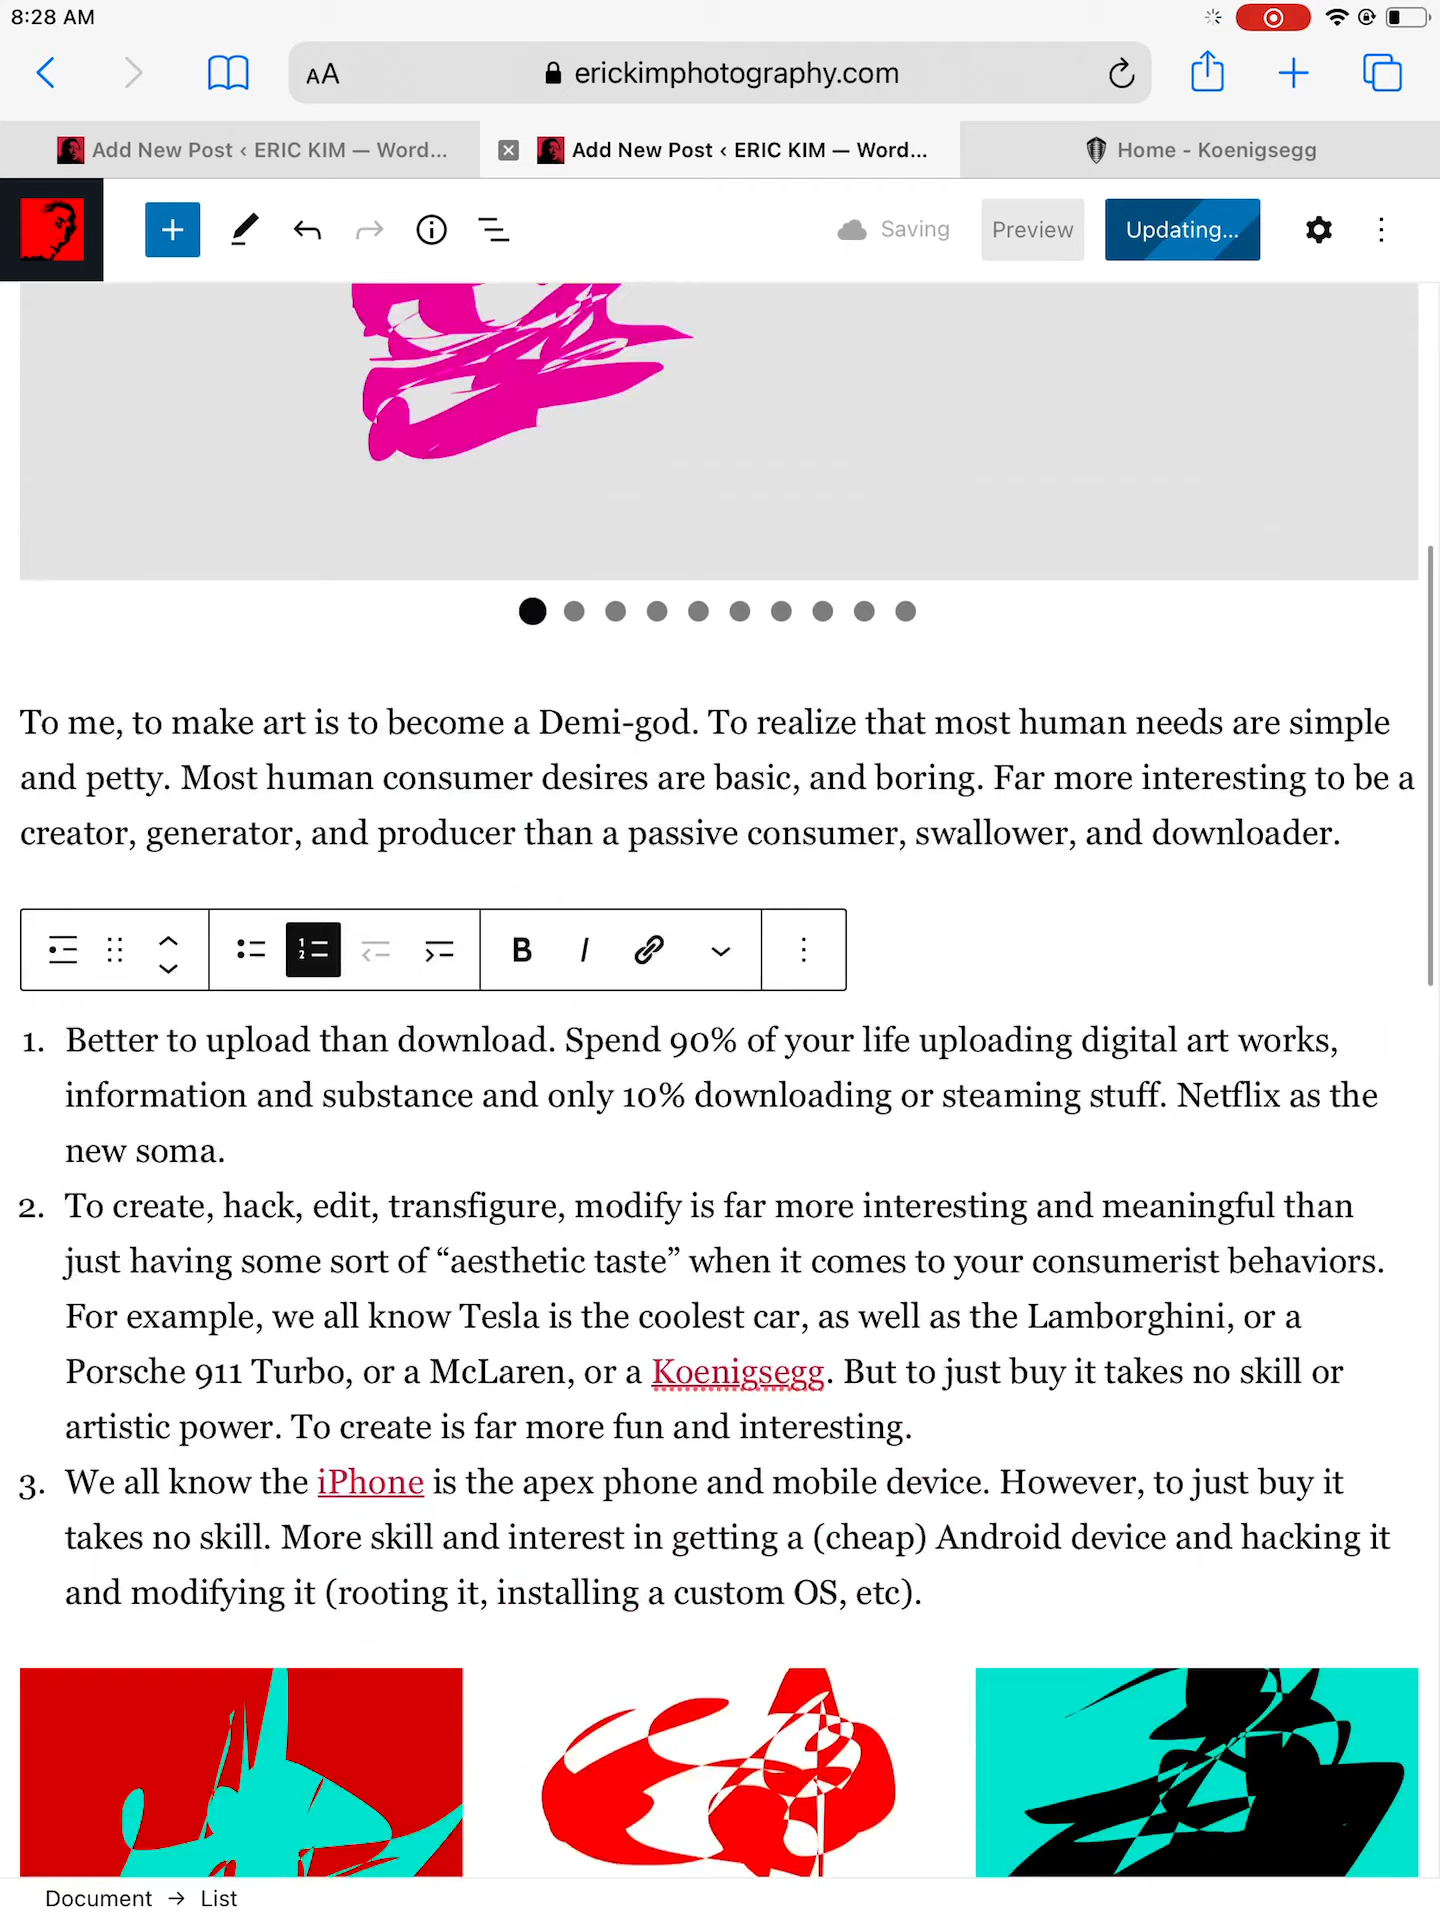 8:28 AM
AA
erickimphotography.com
Add New Post ‹ ERIC KIM — Word...
Add New Post ‹ ERIC KIM — Word...
Home - Koenigsegg
Saving
Preview
Updating...
To me, to make art is to become a Demi-god. To realize that most human needs are simple
and petty. Most human consumer desires are basic, and boring. Far more interesting to be a
creator, generator, and producer than a passive consumer, swallower, and downloader.
B I
1. Better to upload than download. Spend 90% of your life uploading digital art works,
information and substance and only 10% downloading or steaming stuff. Netflix as the
new soma.
2. To create, hack, edit, transfigure, modify is far more interesting and meaningful than
just having some sort of “aesthetic taste” when it comes to your consumerist behaviors.
For example, we all know Tesla is the coolest car, as well as the Lamborghini, or a
Porsche 911 Turbo, or a McLaren, or a Koenigsegg. But to just buy it takes no skill or
artistic power. To create is far more fun and interesting.
3. We all know the iPhone is the apex phone and mobile device. However, to just buy it
takes no skill. More skill and interest in getting a (cheap) Android device and hacking it
and modifying it (rooting it, installing a custom OS, etc).
Document → List